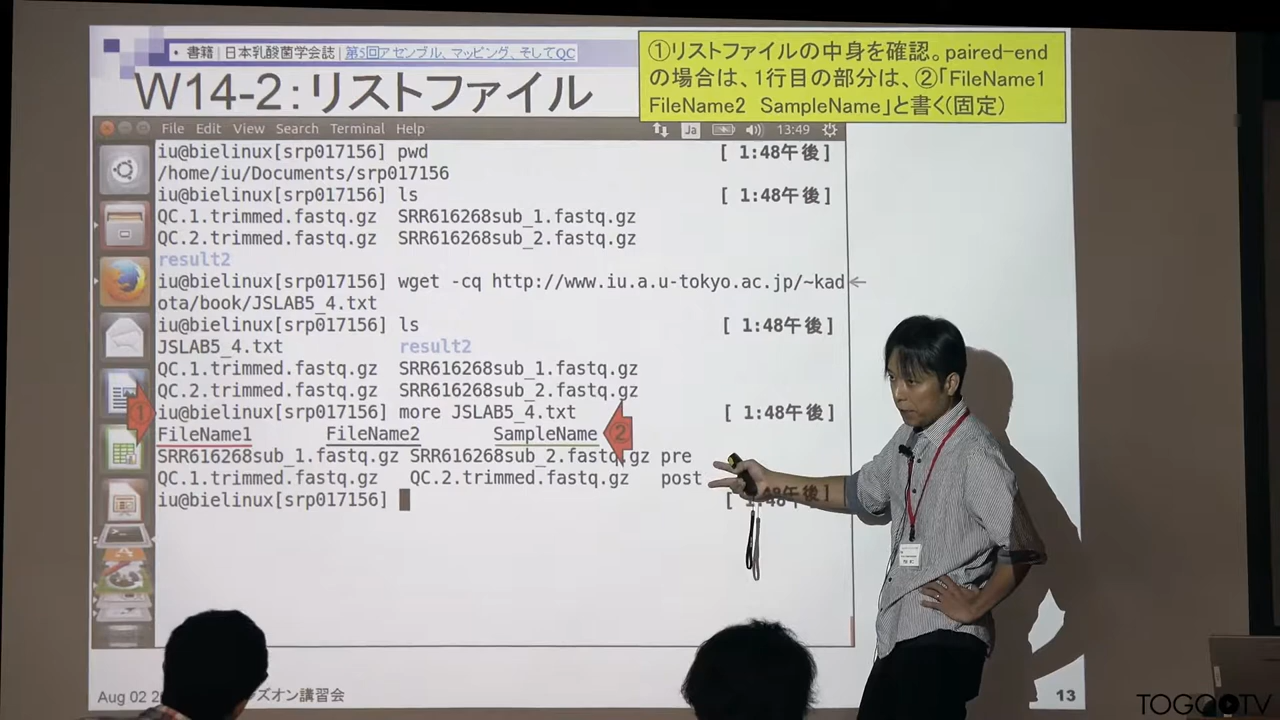 • 書籍 | 日本乳酸菌学会誌 | 第5回アセンブル、マッピング、そしてQC
W14-2：リストファイル
①リストファイルの中身を確認。paired-end
の場合は、1行目の部分は、②「FileName1
FileName2 SampleName」と書く(固定)
File Edit View Search Terminal Help Ja 13:49
iu@bielinux[srp017156] pwd [ 1:48午後]
/home/iu/Documents/srp017156
iu@bielinux[srp017156] ls [ 1:48午後]
QC.1.trimmed.fastq.gz SRR616268sub_1.fastq.gz
QC.2.trimmed.fastq.gz SRR616268sub_2.fastq.gz
result2
iu@bielinux[srp017156] wget -cq http://www.iu.a.u-tokyo.ac.jp/~kad
ota/book/JSLAB5_4.txt
iu@bielinux[srp017156] ls [ 1:48午後]
JSLAB5_4.txt result2
QC.1.trimmed.fastq.gz SRR616268sub_1.fastq.gz
QC.2.trimmed.fastq.gz SRR616268sub_2.fastq.gz
① iu@bielinux[srp017156] more JSLAB5_4.txt [ 1:48午後]
FileName1 FileName2 SampleName ②
SRR616268sub_1.fastq.gz SRR616268sub_2.fastq.gz pre
QC.1.trimmed.fastq.gz QC.2.trimmed.fastq.gz post
iu@bielinux[srp017156] [ 1:48午後]
Aug 02 2 ズオン講習会 13
TOGOTV